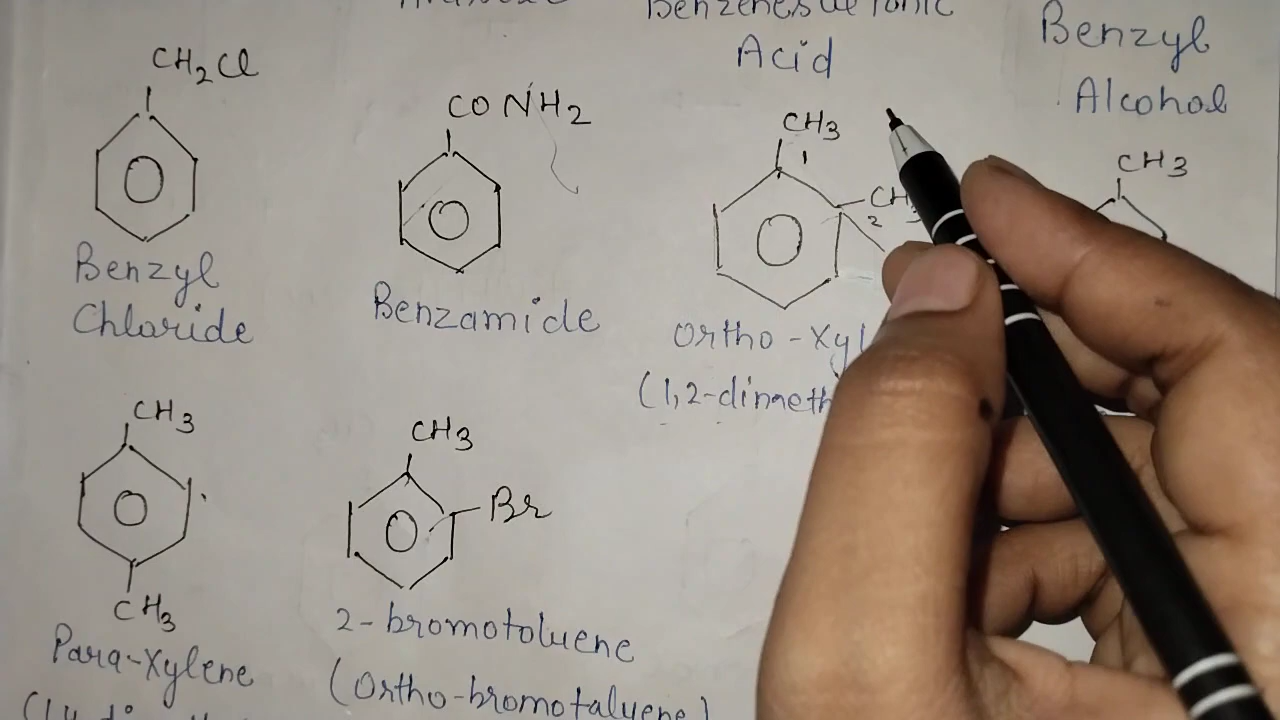 Acid
Benzyl
Alcohol
CH2Cl
Benzyl
Chloride
CONH2
Benzamide
CH3
1
CH3
2
Ortho-Xyl
(1,2-dimeth
CH3
CH3
CH3
Para-Xylene
CH3
Br
2-bromotoluene
(Ortho-bromotaluene)